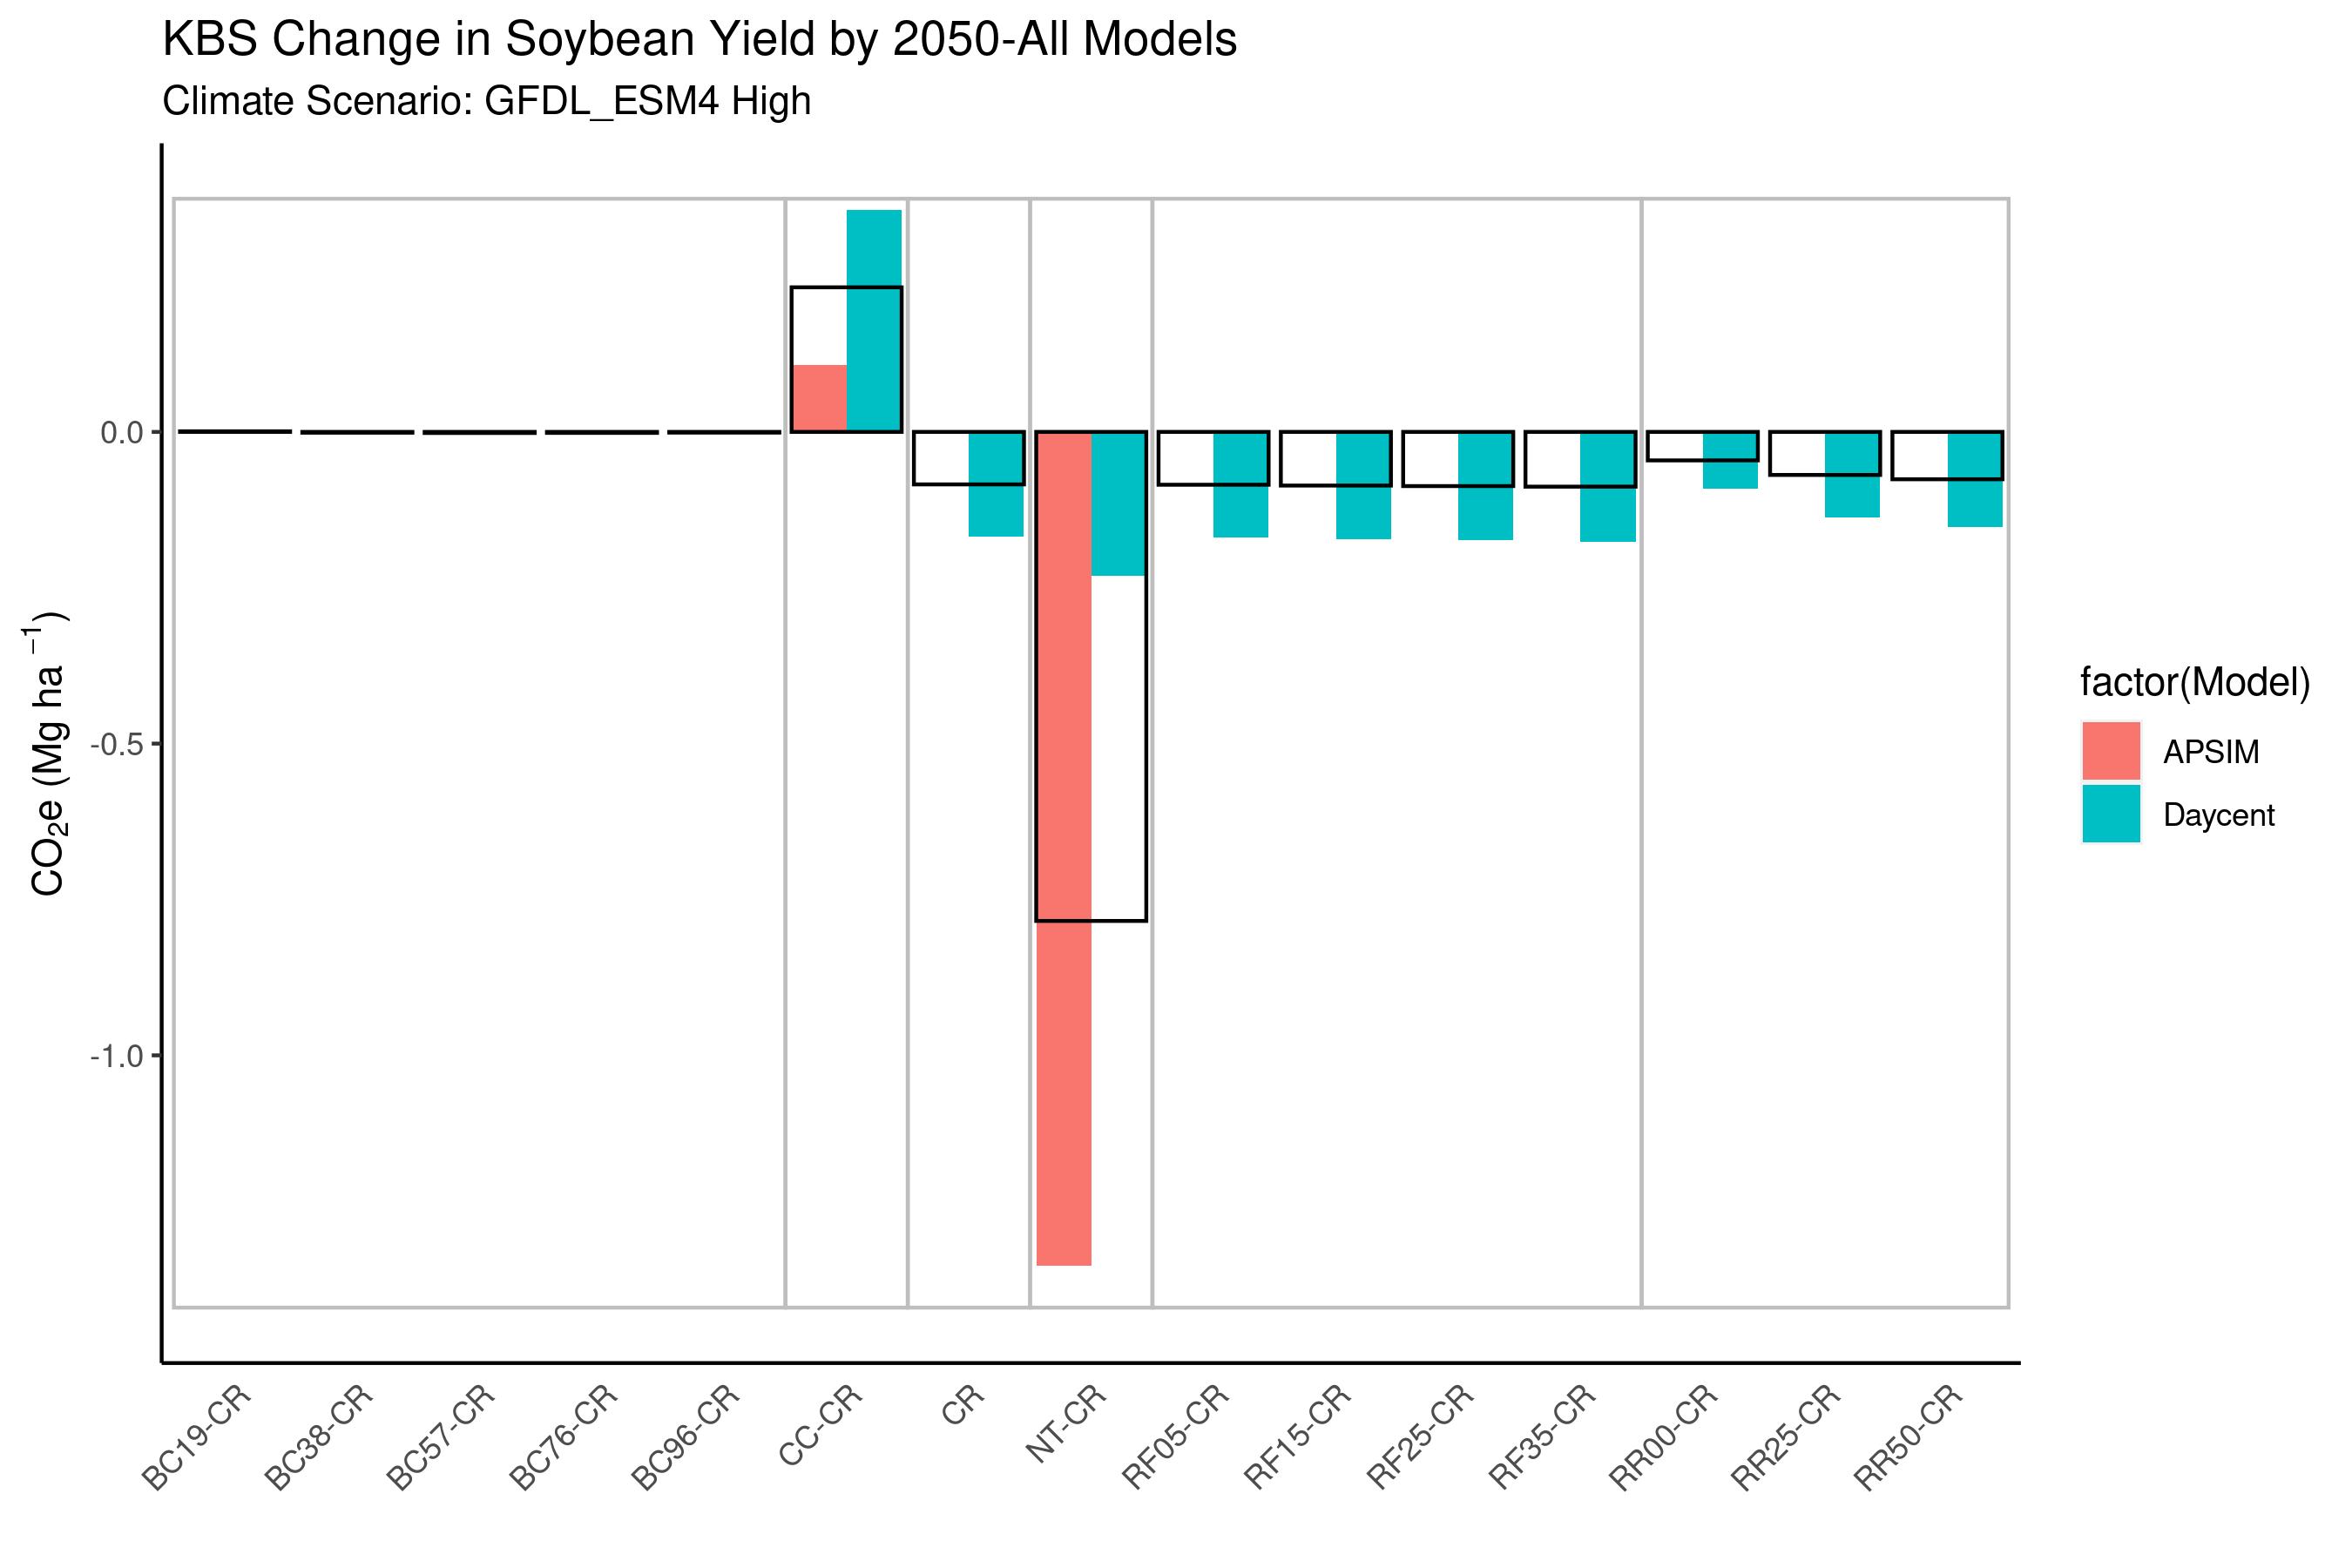 KBS Change in Soybean Yield by 2050-All Models
Climate Scenario: GFDL_ESM4 High
CO₂e (Mg ha ⁻¹)
0.0
-0.5
-1.0
BC19-CR
BC38-CR
BC57-CR
BC76-CR
BC96-CR
CC-CR
CR
NT-CR
RF05-CR
RF15-CR
RF25-CR
RF35-CR
RR00-CR
RR25-CR
RR50-CR
factor(Model)
APSIM
Daycent